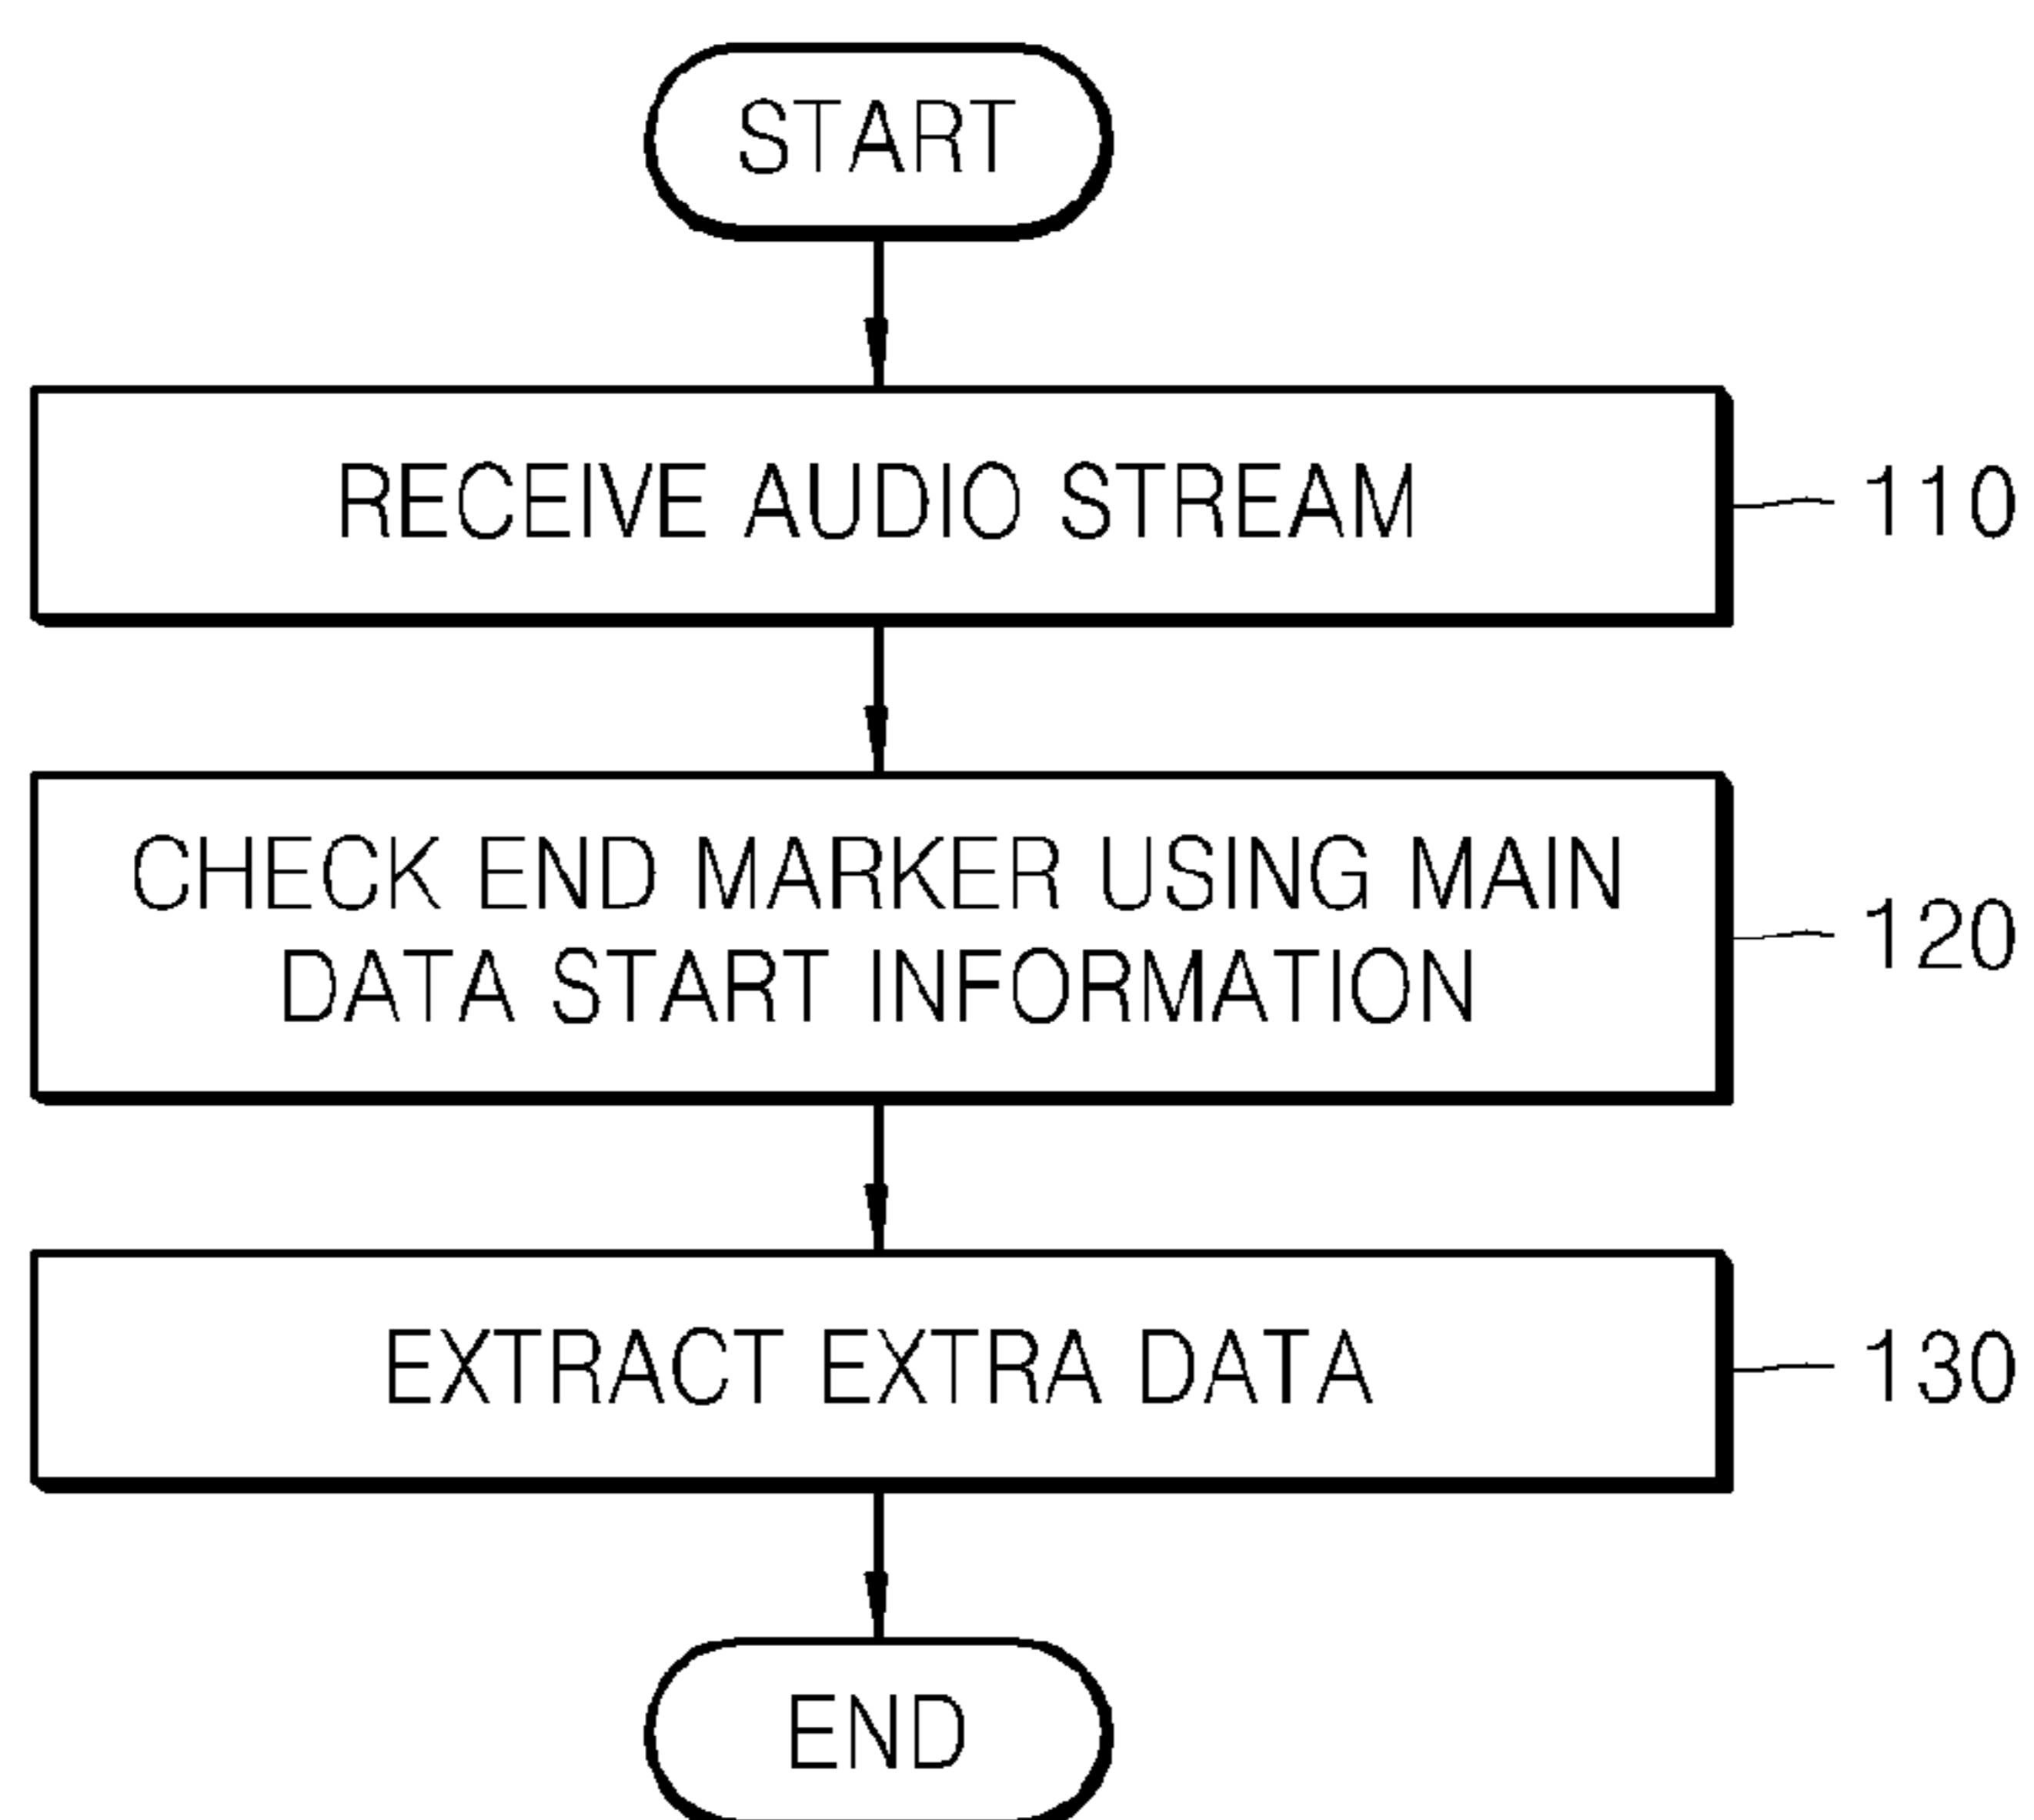 START
RECEIVE AUDIO STREAM
110
CHECK END MARKER USING MAIN
DATA START INFORMATION
120
EXTRACT EXTRA DATA
130
END